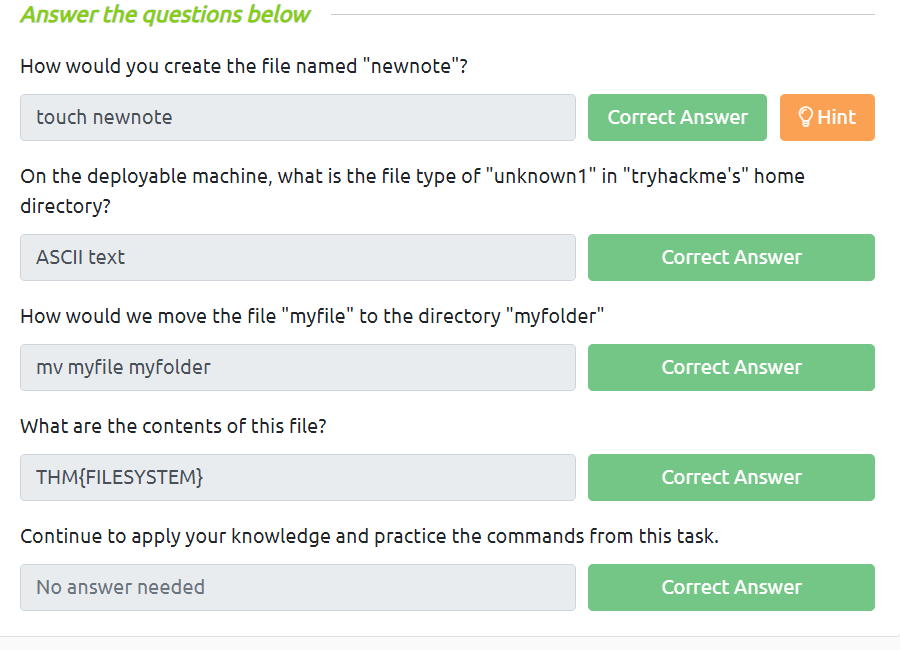 Answer the questions below
How would you create the file named "newnote"?
touch newnote
Correct Answer
Hint
On the deployable machine, what is the file type of "unknown1" in "tryhackme's" home
directory?
ASCII text
Correct Answer
How would we move the file "myfile" to the directory "myfolder"
mv myfile myfolder
Correct Answer
What are the contents of this file?
THM{FILESYSTEM}
Correct Answer
Continue to apply your knowledge and practice the commands from this task.
No answer needed
Correct Answer